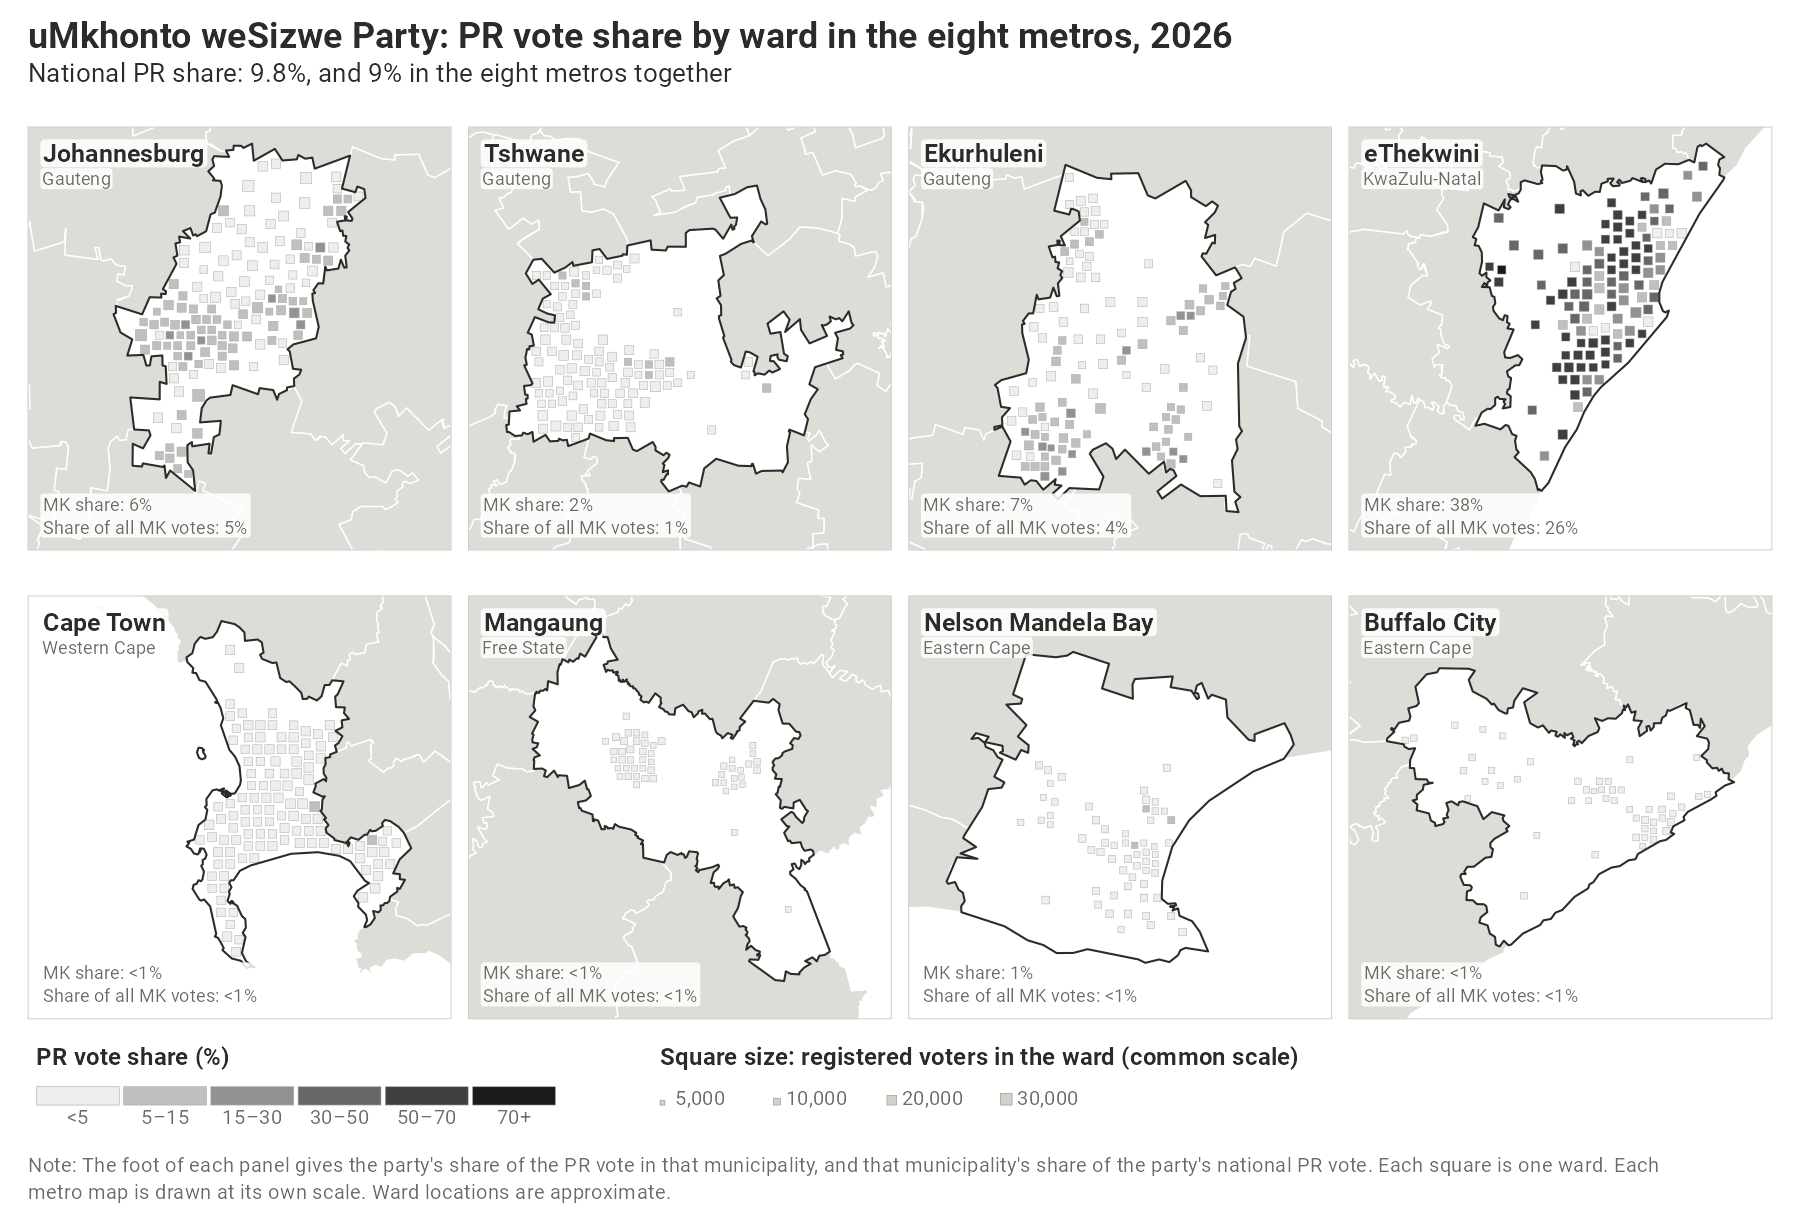 uMkhonto weSizwe Party: PR vote share by ward in the eight metros, 2026
National PR share: 9.8%, and 9% in the eight metros together
Johannesburg
Gauteng
MK share: 6%
Share of all MK votes: 5%
Tshwane
Gauteng
MK share: 2%
Share of all MK votes: 1%
Ekurhuleni
Gauteng
MK share: 7%
Share of all MK votes: 4%
eThekwini
KwaZulu-Natal
MK share: 38%
Share of all MK votes: 26%
Cape Town
Western Cape
MK share: <1%
Share of all MK votes: <1%
Mangaung
Free State
MK share: <1%
Share of all MK votes: <1%
Nelson Mandela Bay
Eastern Cape
MK share: 1%
Share of all MK votes: <1%
Buffalo City
Eastern Cape
MK share: <1%
Share of all MK votes: <1%
PR vote share (%)
<5 5–15 15–30 30–50 50–70 70+
Square size: registered voters in the ward (common scale)
5,000 10,000 20,000 30,000
Note: The foot of each panel gives the party's share of the PR vote in that municipality, and that municipality's share of the party's national PR vote. Each square is one ward. Each
metro map is drawn at its own scale. Ward locations are approximate.